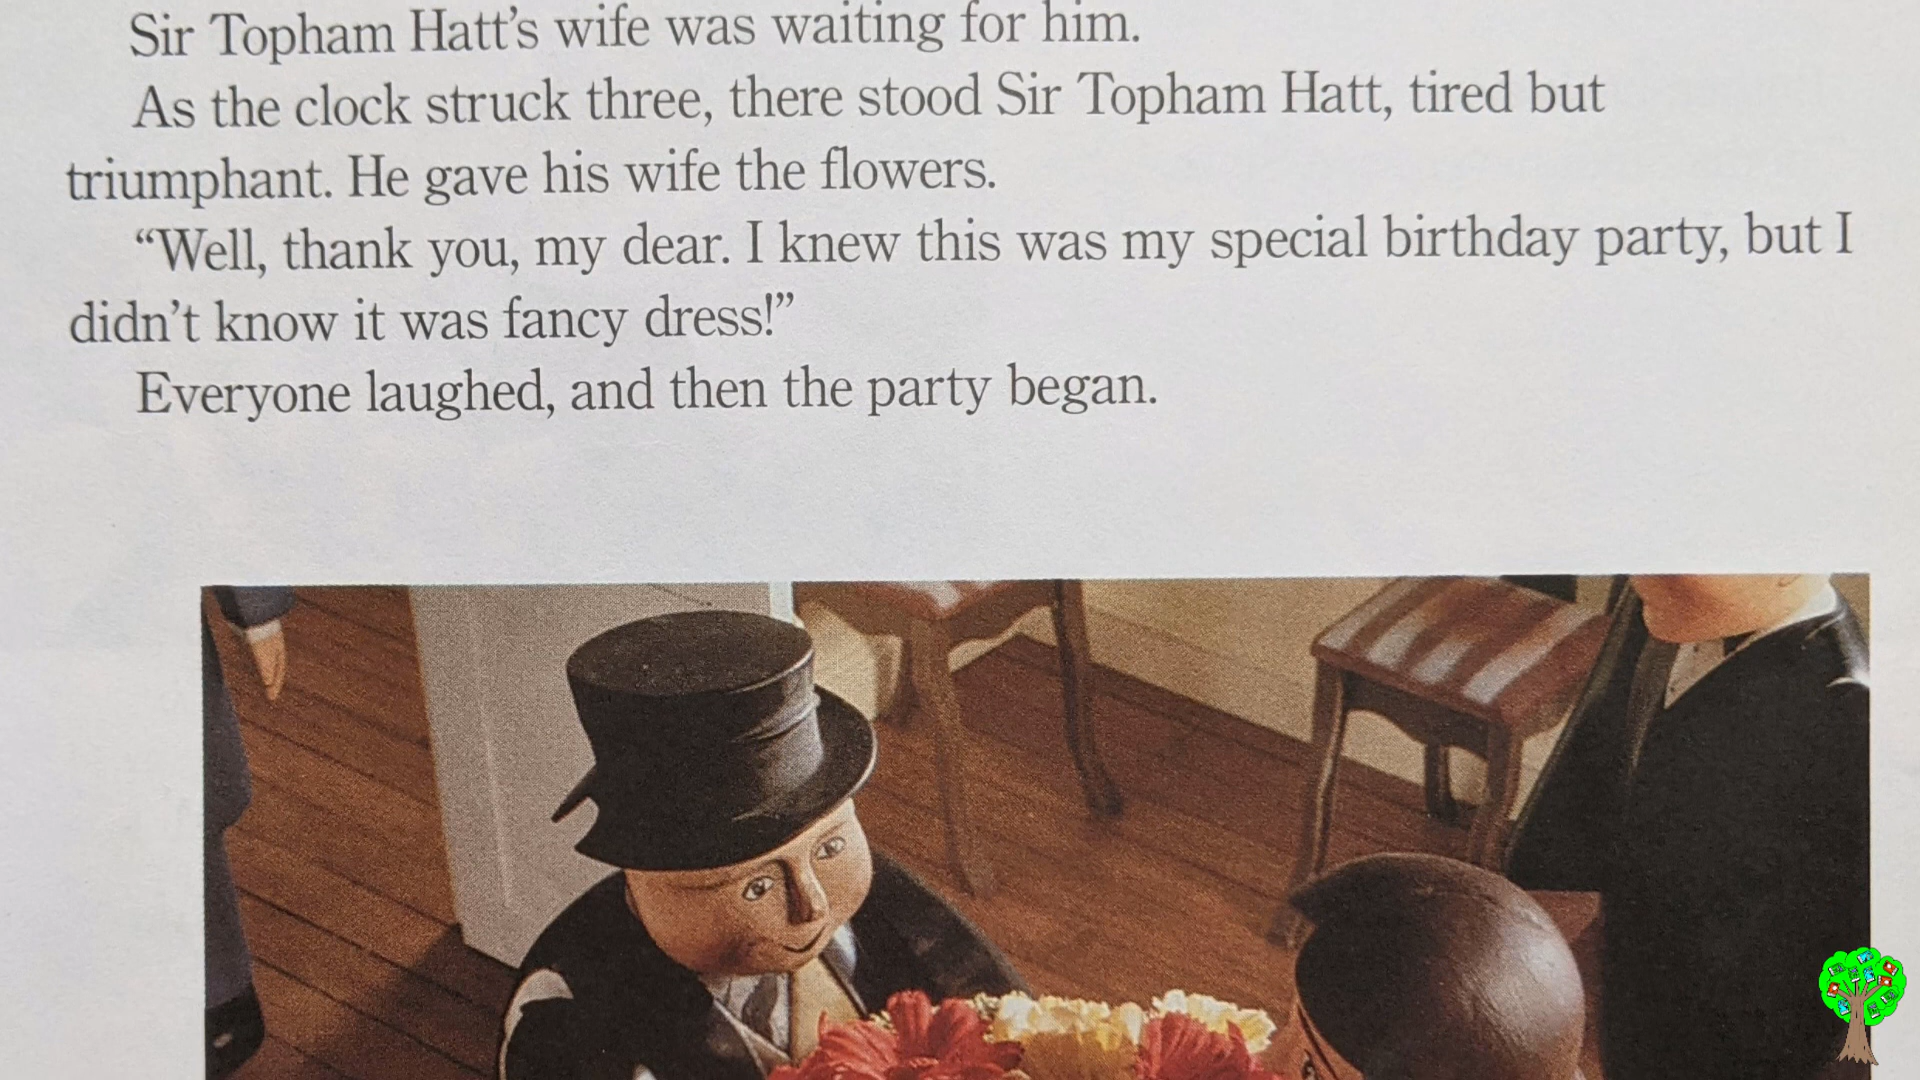 Sir Topham Hatt’s wife was waiting for him.
As the clock struck three, there stood Sir Topham Hatt, tired but
triumphant. He gave his wife the flowers.
“Well, thank you, my dear. I knew this was my special birthday party, but I
didn’t know it was fancy dress!”
Everyone laughed, and then the party began.